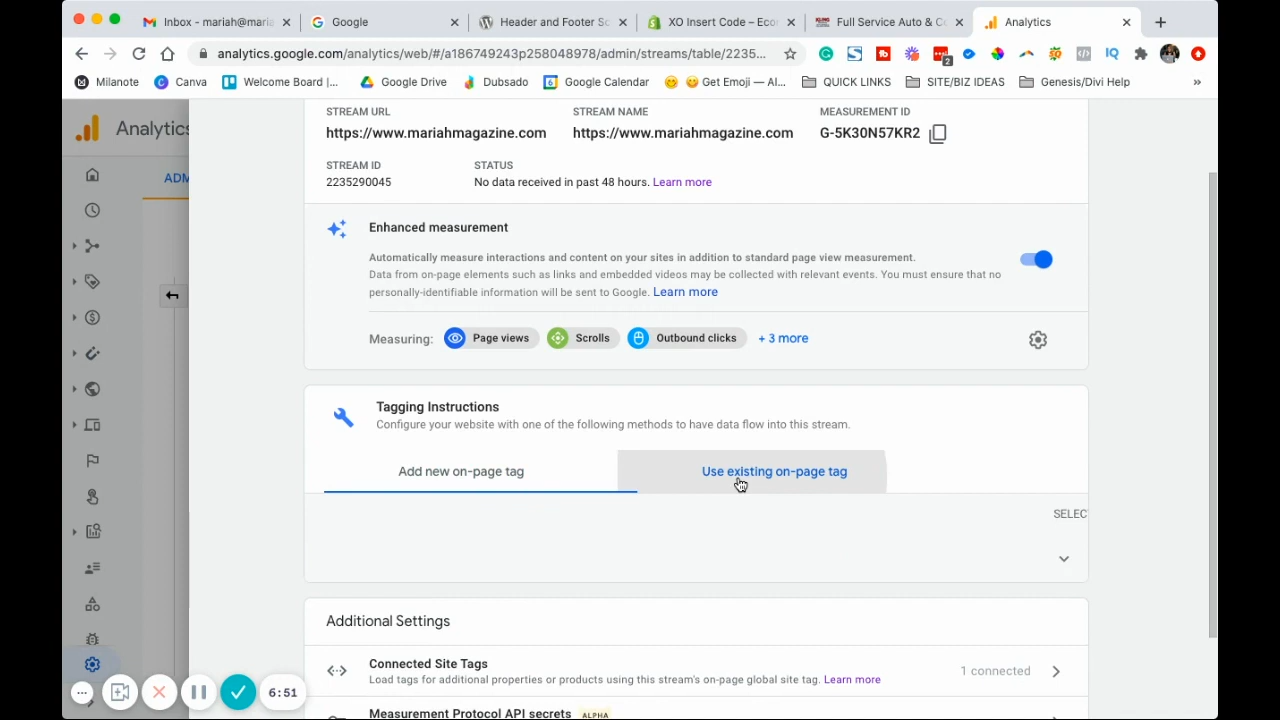 Inbox - mariah@maria
Google
Header and Footer Sc
XO Insert Code – Ecom
Full Service Auto & Co
Analytics
analytics.google.com/analytics/web/#/a186749243p258048978/admin/streams/table/2235...
2
IQ
Milanote
Canva
Welcome Board |...
Google Drive
Dubsado
Google Calendar
Get Emoji — Al...
QUICK LINKS
SITE/BIZ IDEAS
Genesis/Divi Help
»
Analytics
ADM
STREAM URL STREAM NAME MEASUREMENT ID
https://www.mariahmagazine.com https://www.mariahmagazine.com G-5K30N57KR2
STREAM ID STATUS
2235290045 No data received in past 48 hours. Learn more
Enhanced measurement
Automatically measure interactions and content on your sites in addition to standard page view measurement.
Data from on-page elements such as links and embedded videos may be collected with relevant events. You must ensure that no
personally-identifiable information will be sent to Google. Learn more
Measuring: Page views Scrolls Outbound clicks + 3 more
Tagging Instructions
Configure your website with one of the following methods to have data flow into this stream.
Add new on-page tag Use existing on-page tag
SELEC
Additional Settings
Connected Site Tags
Load tags for additional properties or products using this stream's on-page global site tag. Learn more
1 connected
Measurement Protocol API secrets ALPHA
6:51